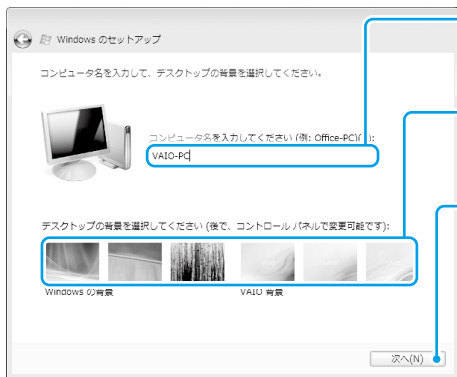 Windows のセットアップ
コンピュータ名を入力して、デスクトップの背景を選択してください。
コンピュータ名を入力してください (例: Office-PC)( ):
VAIO-PC
デスクトップの背景を選択してください (後で、コントロール パネルで変更可能です):
Windows の背景
VAIO 背景
次へ(N)